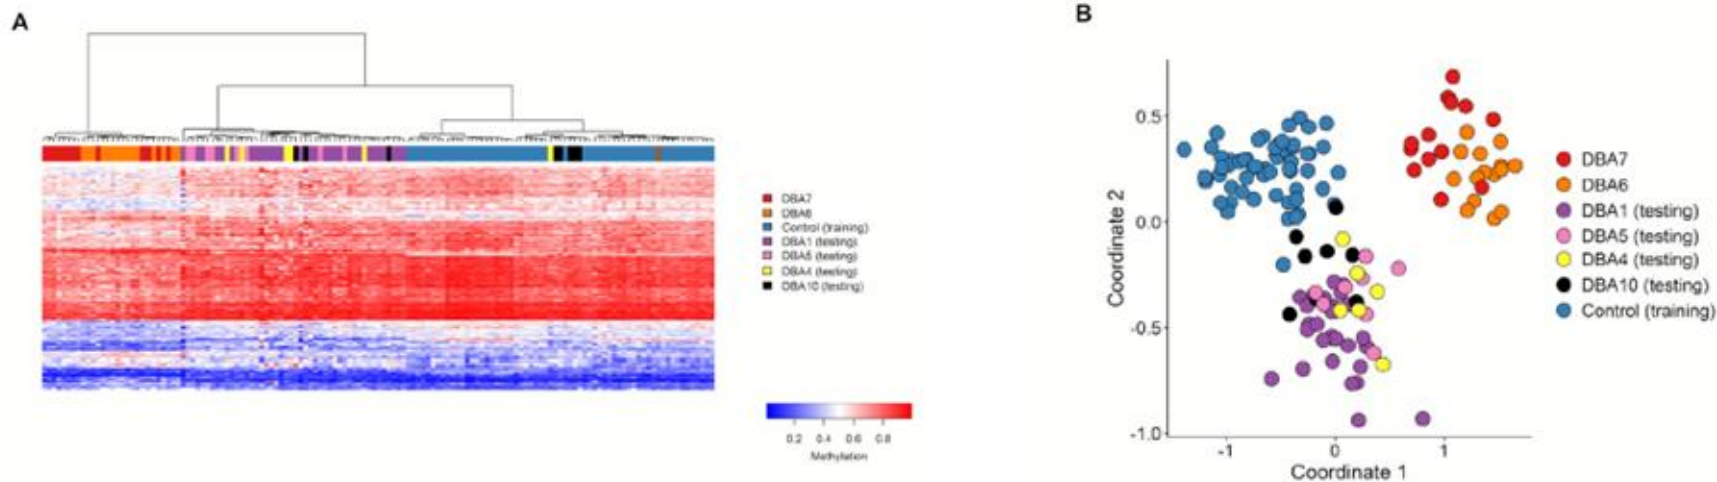 A
DBA7
DBA6
Control (training)
DBA1 (testing)
DBA5 (testing)
DBA4 (testing)
DBA10 (testing)
0.2 0.4 0.6 0.8
Methylation
B
Coordinate 2
0.5
0.0
-0.5
-1.0
-1 0 1
Coordinate 1
DBA7
DBA6
DBA1 (testing)
DBA5 (testing)
DBA4 (testing)
DBA10 (testing)
Control (training)